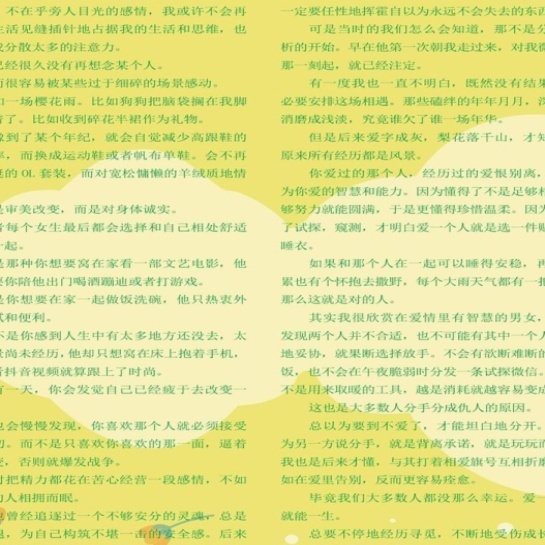 ，不在乎旁人目光的感情，我或许不会再
生活见缝插针地占据我的生活和思维，也
分散太多的注意力。
已经很久没有再想念某个人。
而很容易被某些过于细碎的场景感动。
如一场樱花雨。比如狗狗把脑袋搁在我脚
着了。比如收到碎花半裙作为礼物。
到了某个年纪，就会自觉减少高跟鞋的
，而换成运动鞋或者帆布单鞋。会不再
的 OL 套装，而对宽松慵懒的羊绒质地情
是审美改变，而是对身体诚实。
每个女生最后都会选择和自己相处舒适
一起。
是那种你想要窝在家看一部文艺电影，他
要你陪他出门喝酒蹦迪或者打游戏。
是你想要在家一起做饭洗碗，他只热衷外
和便利。
不是你感到人生中有太多地方还没去，太
尚未经历，他却只想窝在床上抱着手机，
着抖音视频就算跟上了时尚。
有一天，你会发觉自己已经疲于去改变一
也会慢慢发现，你喜欢那个人就必须接受
切。而不是只喜欢你喜欢的那一面，逼着
，否则就爆发战争。
时把精力都花在苦心经营一段感情，不如
的人相拥而眠。
也曾经追逐过一个不够安分的灵魂，总是
，为自己构筑不堪一击的安全感。后来
一定要任性地挥霍自以为永远不会失去的东西
可是当时的我们怎么会知道，那不是分
析的开始。早在他第一次朝我走过来，对我微
那一刻起，就已经注定。
有一度我也一直不明白，既然没有结果
必要安排这场相遇。那些磕绊的年年月月，深
消磨成浅淡，究竟谁欠了谁一场年华。
但是后来爱字成灰，梨花落千山，才知
原来所有经历都是风景。
你爱过的那个人，经历过的爱恨别离，
为你爱的智慧和能力。因为懂得了不是足够相
够努力就能圆满，于是更懂得珍惜温柔。因为
了试探，窥测，才明白爱一个人就是选一件贴
睡衣。
如果和那个人在一起可以睡得安稳，再
累也有个怀抱去撒野，每个大雨天气都有一把
那么这就是对的人。
其实我很欣赏在爱情里有智慧的男女，
发现两个人并不合适，也不可能有其中一个人
地妥协，就果断选择放手。不会有欲断难断的
饭，也不会在午夜脆弱时分发一条试探微信。
不是用来取暖的工具，越是消耗就越容易变成
这也是大多数人分手分成仇人的原因。
总以为要到不爱了，才能坦白地分开。
为另一方说分手，就是背离承诺，就是玩玩而
我也是后来才懂，与其打着相爱旗号互相折磨
如在爱里告别，反而更容易痊愈。
毕竟我们大多数人都没那么幸运。爱一
就能一生。
总要不停地经历寻觅，不断地受伤成长